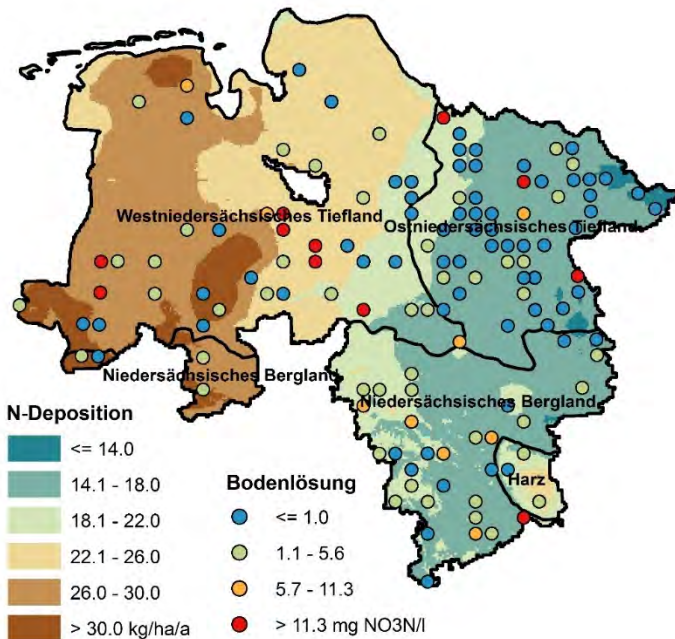 Westniedersächsisches Tiefland
Ostniedersächsisches Tiefland
Niedersächsisches Bergland
Niedersächsisches Bergland
Harz
N-Deposition
<= 14.0
14.1 - 18.0
18.1 - 22.0
22.1 - 26.0
26.0 - 30.0
> 30.0 kg/ha/a
Bodenlösung
<= 1.0
1.1 - 5.6
5.7 - 11.3
> 11.3 mg NO3N/l